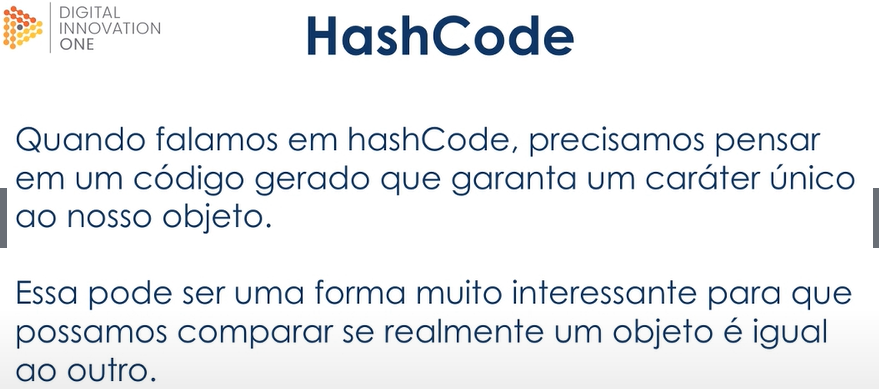 DIGITAL
INNOVATION
ONE
HashCode
Quando falamos em hashCode, precisamos pensar
em um código gerado que garanta um caráter único
ao nosso objeto.
Essa pode ser uma forma muito interessante para que
possamos comparar se realmente um objeto é igual
ao outro.